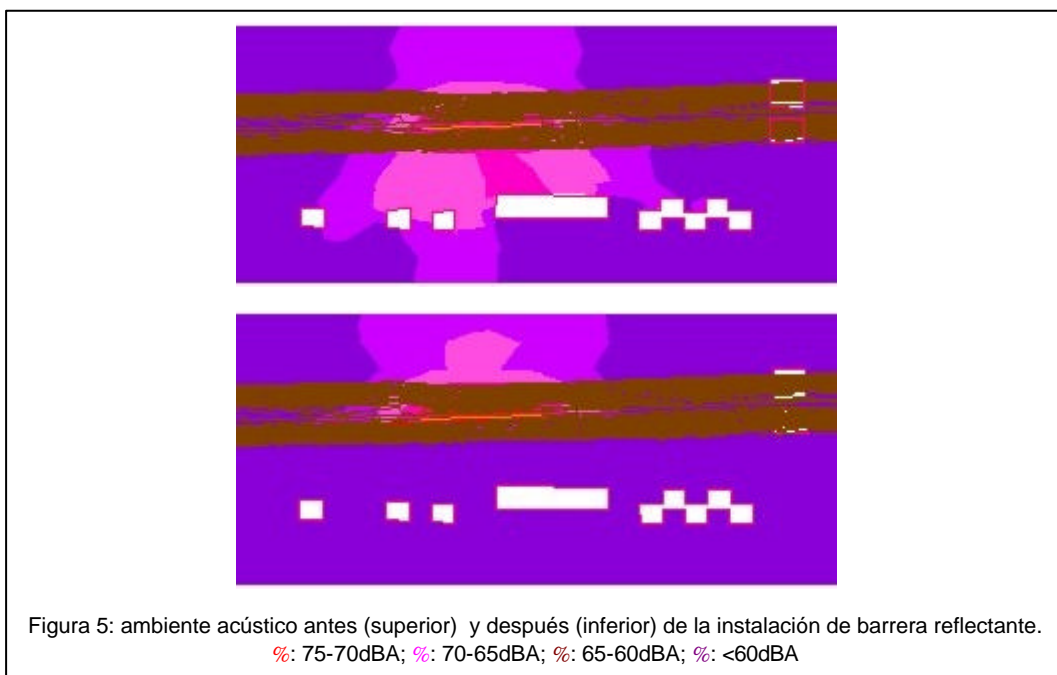 Figura 5: ambiente acústico antes (superior) y después (inferior) de la instalación de barrera reflectante.
%: 75-70dBA; %: 70-65dBA; %: 65-60dBA; %: <60dBA